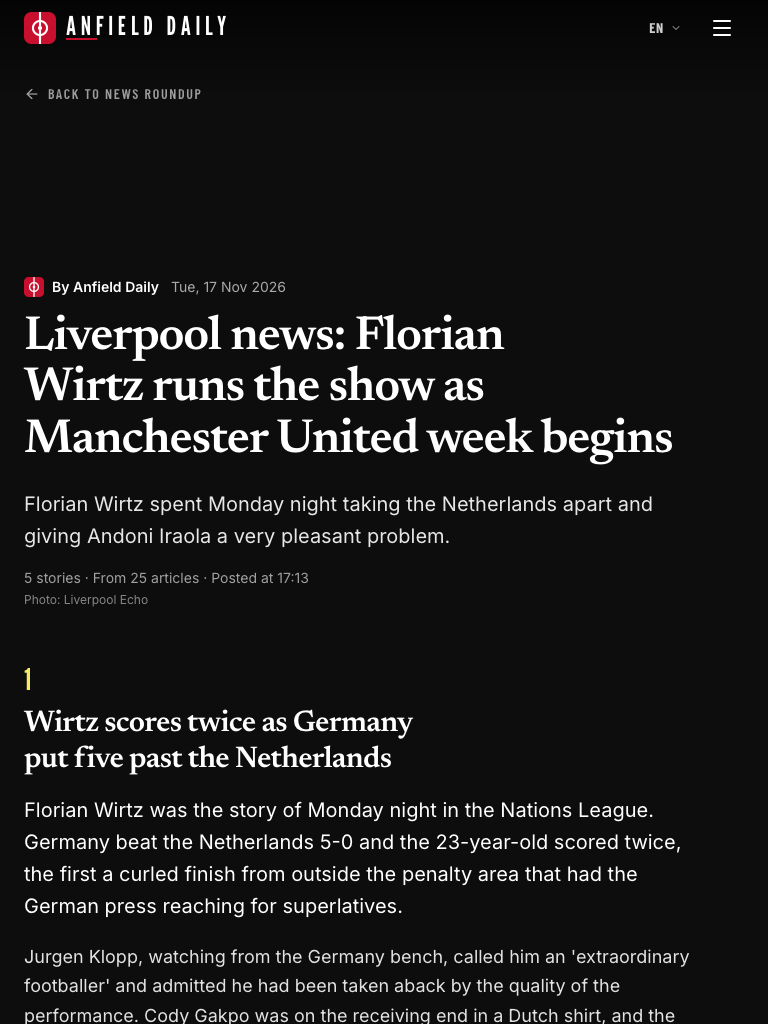 ANFIELD DAILY
EN
BACK TO NEWS ROUNDUP
By Anfield Daily Tue, 17 Nov 2026
Liverpool news: Florian
Wirtz runs the show as
Manchester United week begins
Florian Wirtz spent Monday night taking the Netherlands apart and
giving Andoni Iraola a very pleasant problem.
5 stories · From 25 articles · Posted at 17:13
Photo: Liverpool Echo
1
Wirtz scores twice as Germany
put five past the Netherlands
Florian Wirtz was the story of Monday night in the Nations League.
Germany beat the Netherlands 5-0 and the 23-year-old scored twice,
the first a curled finish from outside the penalty area that had the
German press reaching for superlatives.
Jurgen Klopp, watching from the Germany bench, called him an 'extraordinary
footballer' and admitted he had been taken aback by the quality of the
performance. Cody Gakpo was on the receiving end in a Dutch shirt, and the